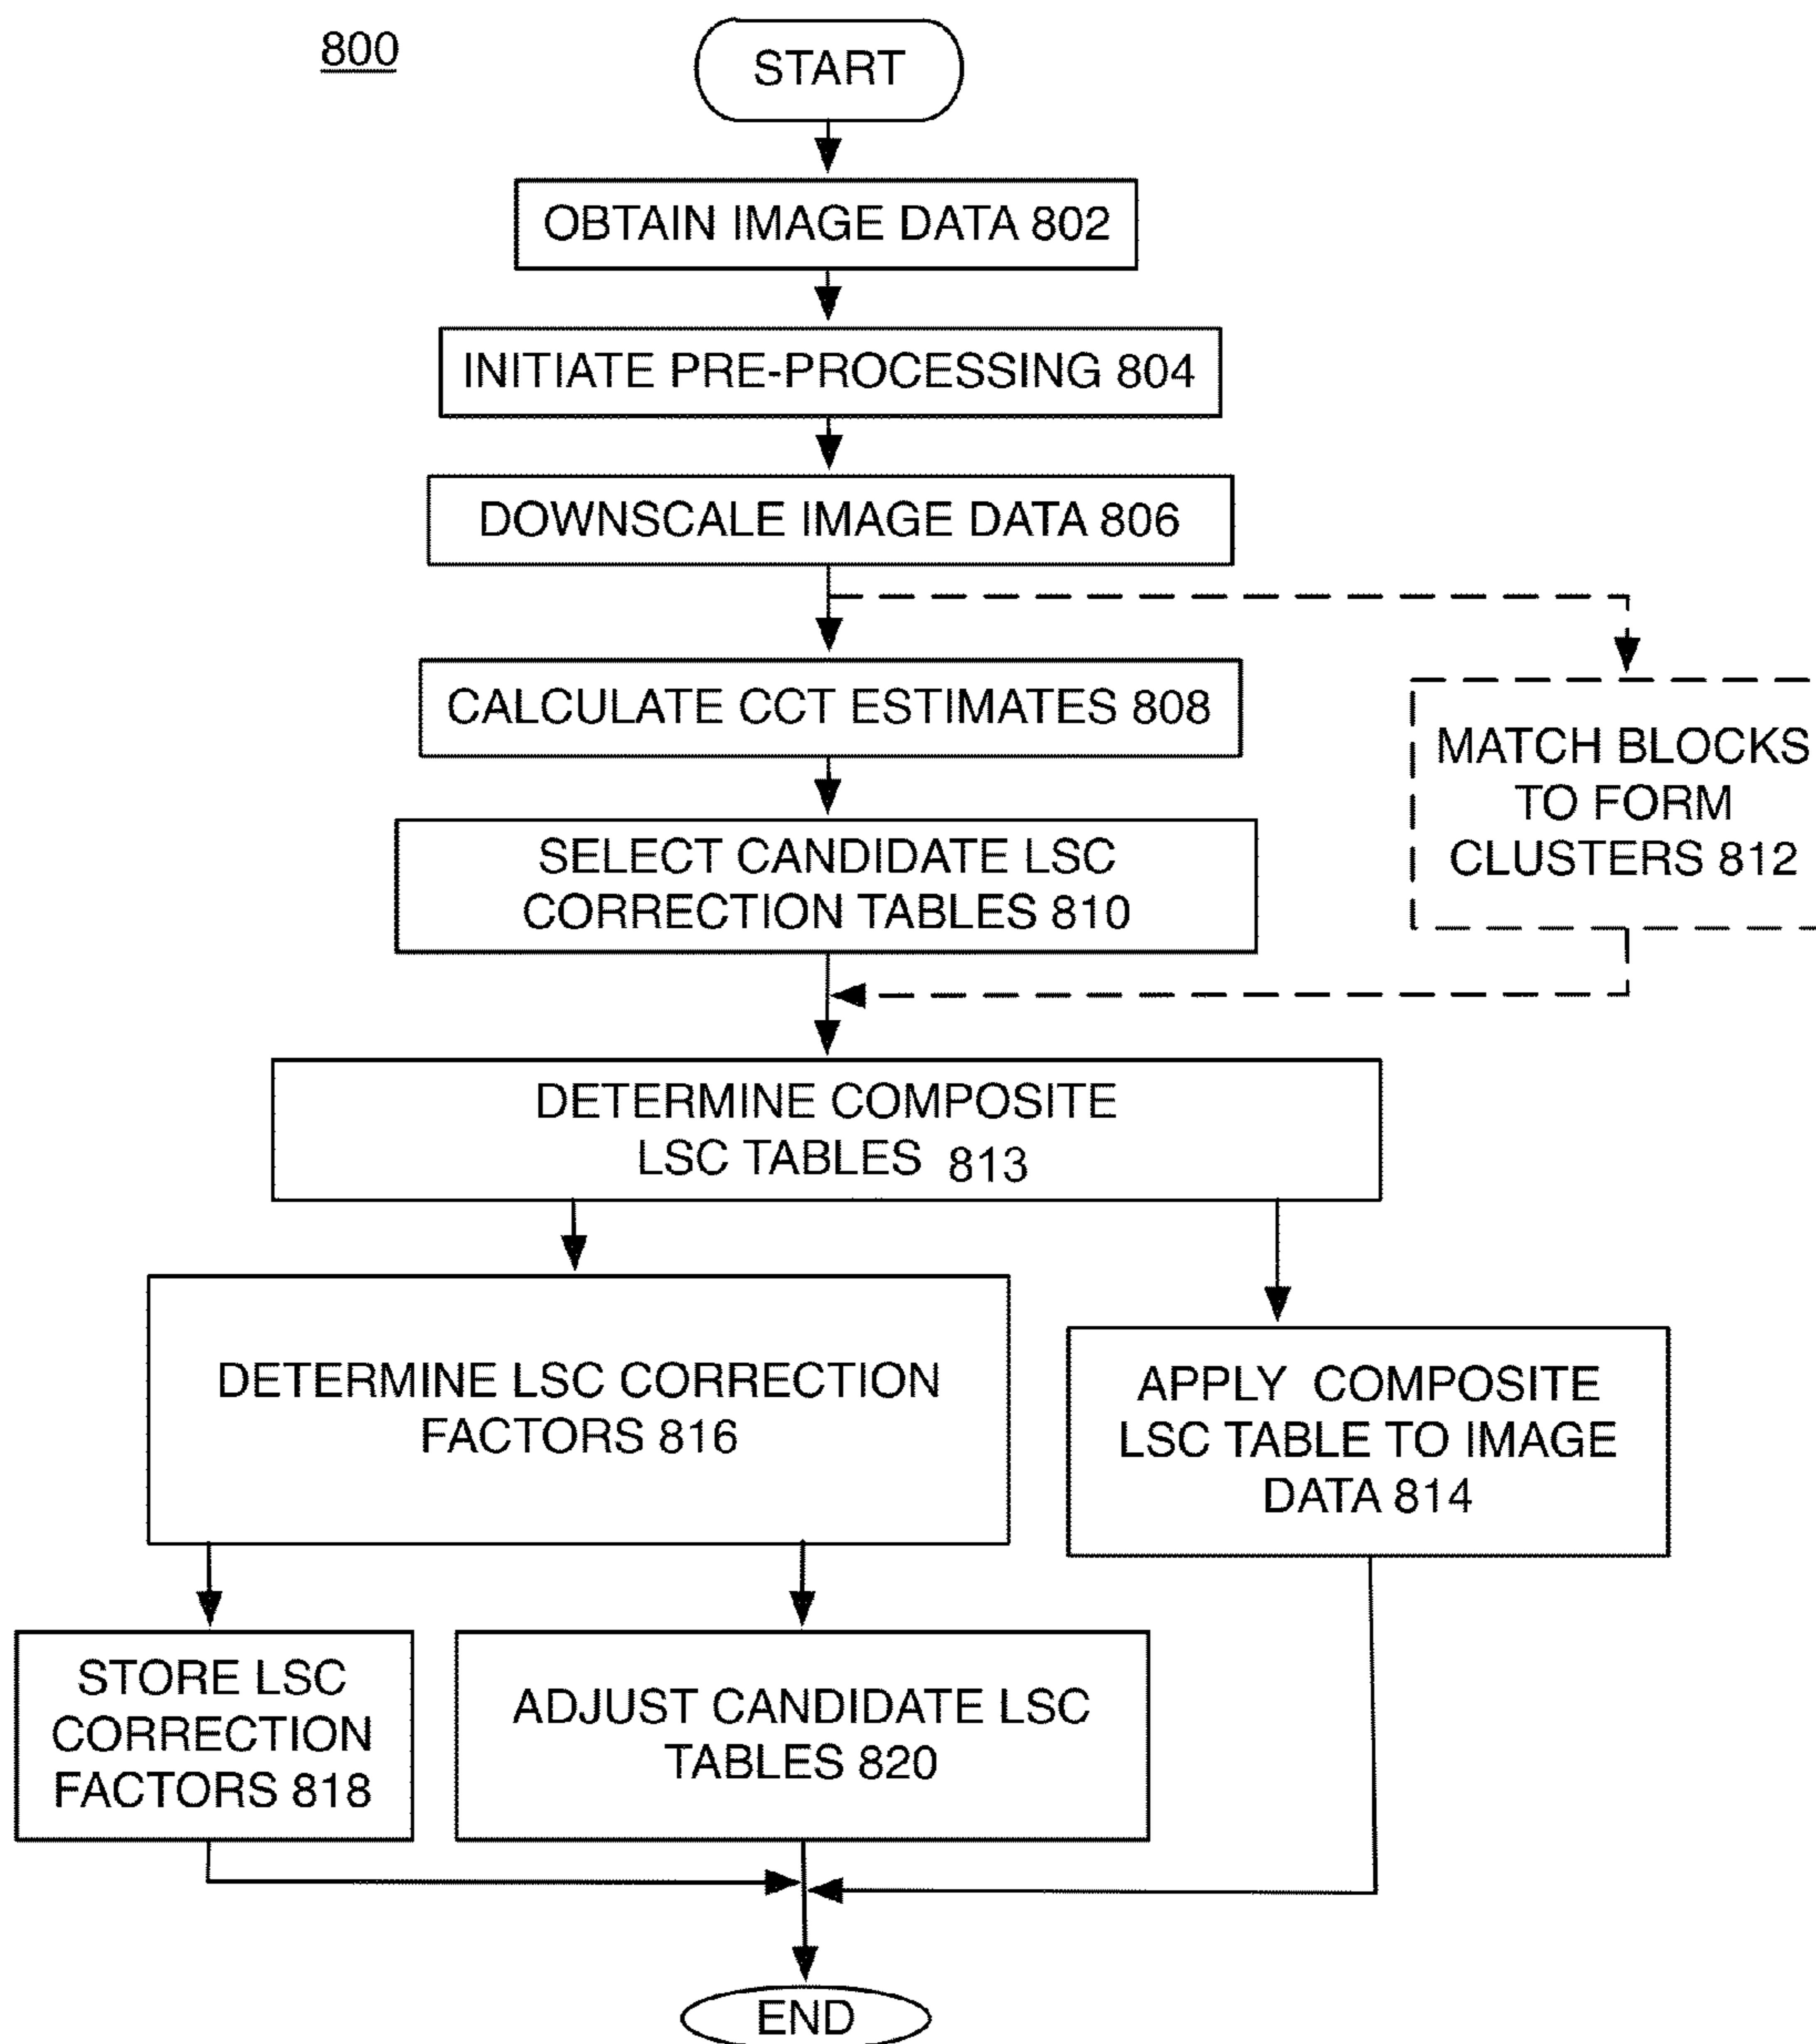 800
START
OBTAIN IMAGE DATA 802
INITIATE PRE-PROCESSING 804
DOWNSCALE IMAGE DATA 806
CALCULATE CCT ESTIMATES 808
MATCH BLOCKS
TO FORM
CLUSTERS 812
SELECT CANDIDATE LSC
CORRECTION TABLES 810
DETERMINE COMPOSITE
LSC TABLES 813
DETERMINE LSC CORRECTION
FACTORS 816
APPLY COMPOSITE
LSC TABLE TO IMAGE
DATA 814
STORE LSC
CORRECTION
FACTORS 818
ADJUST CANDIDATE LSC
TABLES 820
END